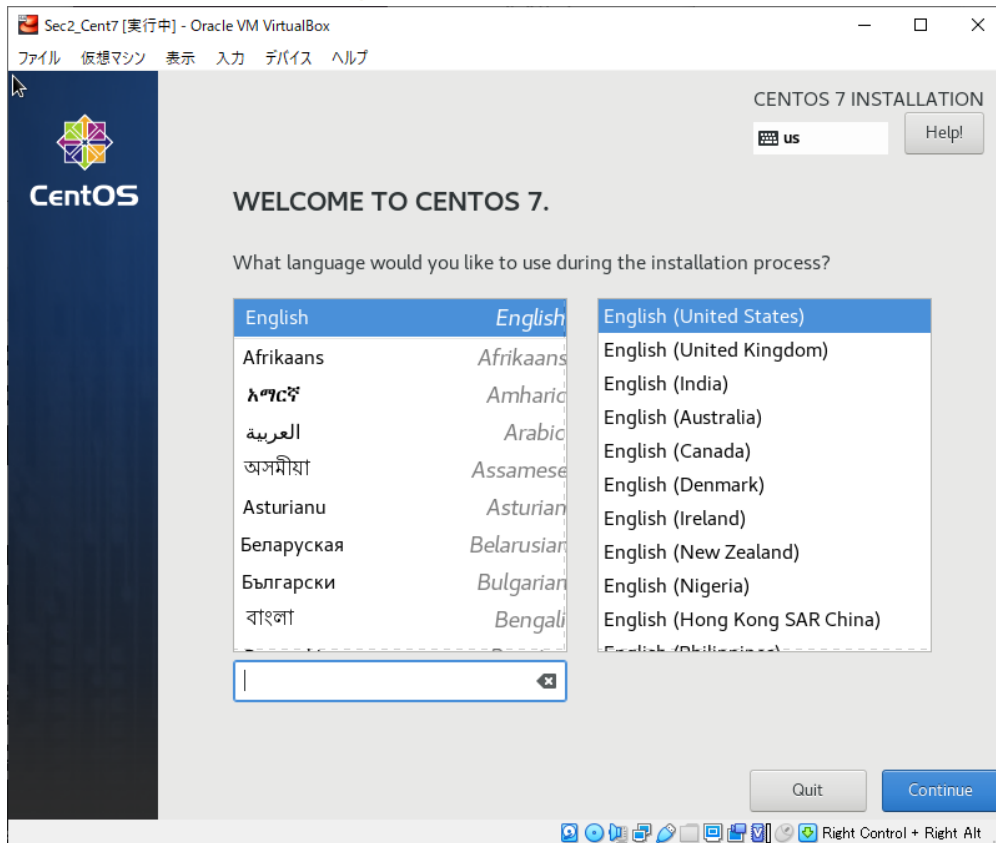 Sec2_Cent7 [実行中] - Oracle VM VirtualBox
ファイル 仮想マシン 表示 入力 デバイス ヘルプ
CentOS
CENTOS 7 INSTALLATION
us
Help!
WELCOME TO CENTOS 7.
What language would you like to use during the installation process?
English English
Afrikaans Afrikaans
አማርኛ Amharic
العربية Arabic
অসমীয়া Assamese
Asturianu Asturian
Беларуская Belarusian
Български Bulgarian
বাংলা Bengali
English (United States)
English (United Kingdom)
English (India)
English (Australia)
English (Canada)
English (Denmark)
English (Ireland)
English (New Zealand)
English (Nigeria)
English (Hong Kong SAR China)
English (Philippines)
Quit
Continue
Right Control + Right Alt